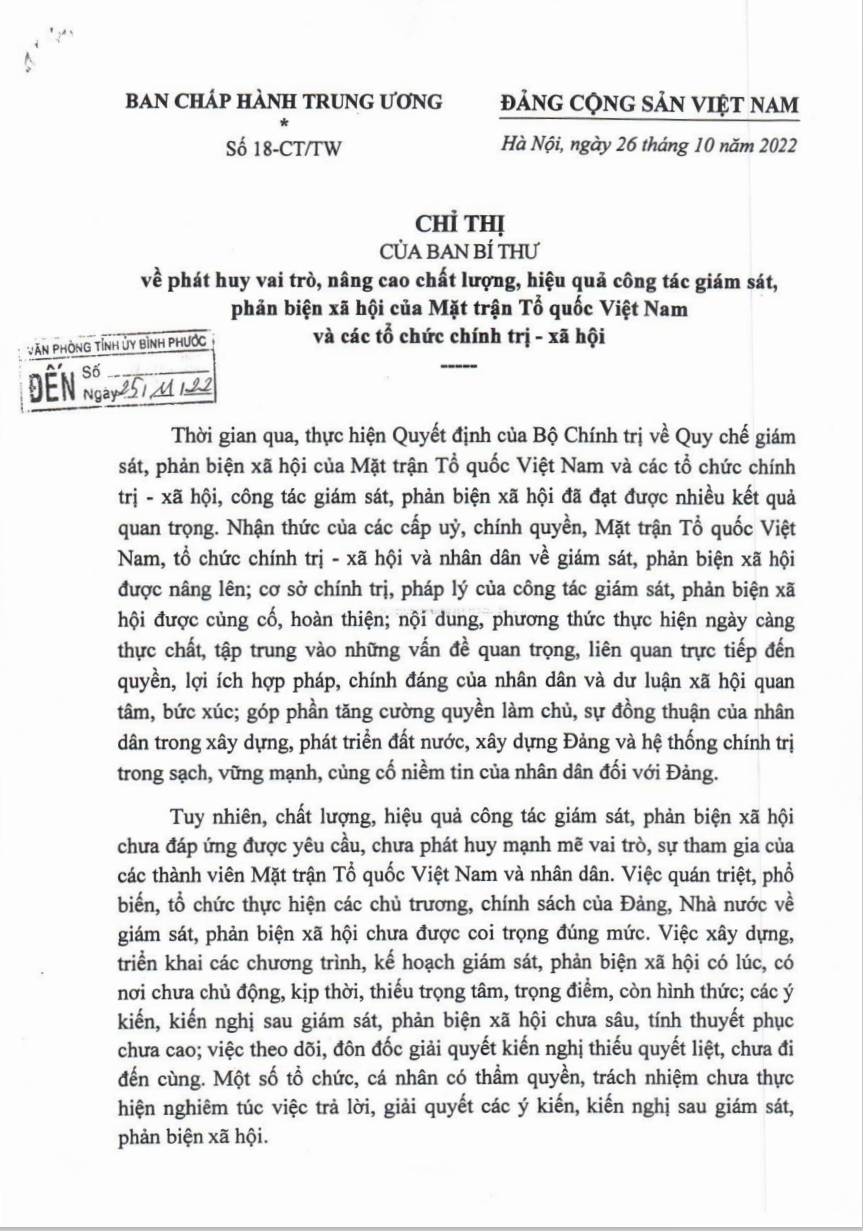 BAN CHẤP HÀNH TRUNG ƯƠNG
*
Số 18-CT/TW
ĐẢNG CỘNG SẢN VIỆT NAM
Hà Nội, ngày 26 tháng 10 năm 2022
CHỈ THỊ
CỦA BAN BÍ THƯ
về phát huy vai trò, nâng cao chất lượng, hiệu quả công tác giám sát,
phản biện xã hội của Mặt trận Tổ quốc Việt Nam
và các tổ chức chính trị - xã hội
-----
VĂN PHÒNG TỈNH ỦY BÌNH PHƯỚC
ĐẾN
Số
Ngày 25/11/22
Thời gian qua, thực hiện Quyết định của Bộ Chính trị về Quy chế giám
sát, phản biện xã hội của Mặt trận Tổ quốc Việt Nam và các tổ chức chính
trị - xã hội, công tác giám sát, phản biện xã hội đã đạt được nhiều kết quả
quan trọng. Nhận thức của các cấp uỷ, chính quyền, Mặt trận Tổ quốc Việt
Nam, tổ chức chính trị - xã hội và nhân dân về giám sát, phản biện xã hội
được nâng lên; cơ sở chính trị, pháp lý của công tác giám sát, phản biện xã
hội được củng cố, hoàn thiện; nội dung, phương thức thực hiện ngày càng
thực chất, tập trung vào những vấn đề quan trọng, liên quan trực tiếp đến
quyền, lợi ích hợp pháp, chính đáng của nhân dân và dư luận xã hội quan
tâm, bức xúc; góp phần tăng cường quyền làm chủ, sự đồng thuận của nhân
dân trong xây dựng, phát triển đất nước, xây dựng Đảng và hệ thống chính trị
trong sạch, vững mạnh, củng cố niềm tin của nhân dân đối với Đảng.
Tuy nhiên, chất lượng, hiệu quả công tác giám sát, phản biện xã hội
chưa đáp ứng được yêu cầu, chưa phát huy mạnh mẽ vai trò, sự tham gia của
các thành viên Mặt trận Tổ quốc Việt Nam và nhân dân. Việc quán triệt, phổ
biến, tổ chức thực hiện các chủ trương, chính sách của Đảng, Nhà nước về
giám sát, phản biện xã hội chưa được coi trọng đúng mức. Việc xây dựng,
triển khai các chương trình, kế hoạch giám sát, phản biện xã hội có lúc, có
nơi chưa chủ động, kịp thời, thiếu trọng tâm, trọng điểm, còn hình thức; các ý
kiến, kiến nghị sau giám sát, phản biện xã hội chưa sâu, tính thuyết phục
chưa cao; việc theo dõi, đôn đốc giải quyết kiến nghị thiếu quyết liệt, chưa đi
đến cùng. Một số tổ chức, cá nhân có thẩm quyền, trách nhiệm chưa thực
hiện nghiêm túc việc trả lời, giải quyết các ý kiến, kiến nghị sau giám sát,
phản biện xã hội.